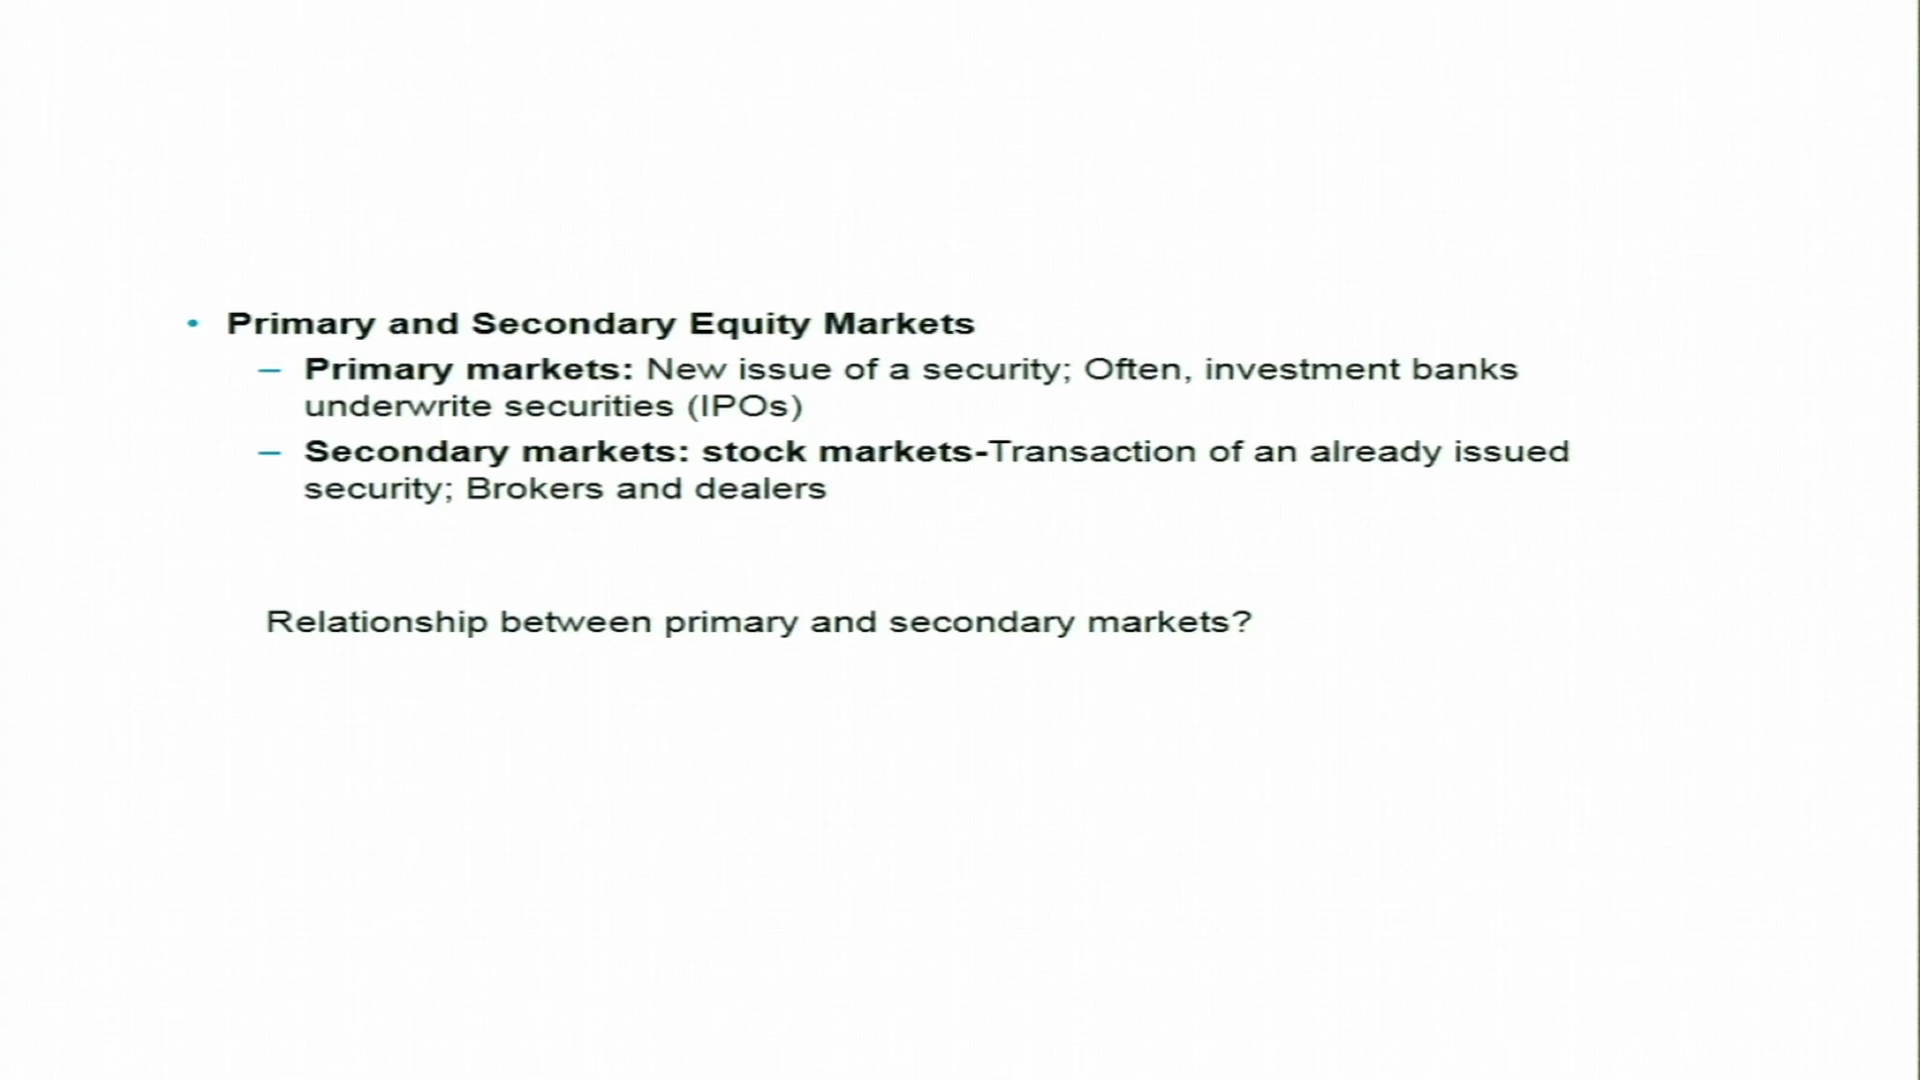 • Primary and Secondary Equity Markets
– Primary markets: New issue of a security; Often, investment banks
underwrite securities (IPOs)
– Secondary markets: stock markets-Transaction of an already issued
security; Brokers and dealers
Relationship between primary and secondary markets?